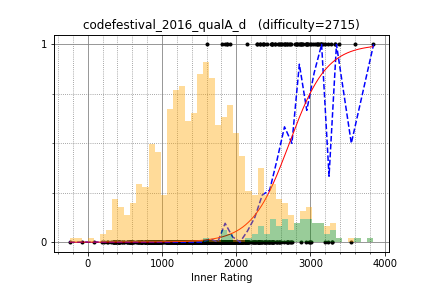 codefestival_2016_qualA_d (difficulty=2715)
1
0
0 1000 2000 3000 4000
Inner Rating